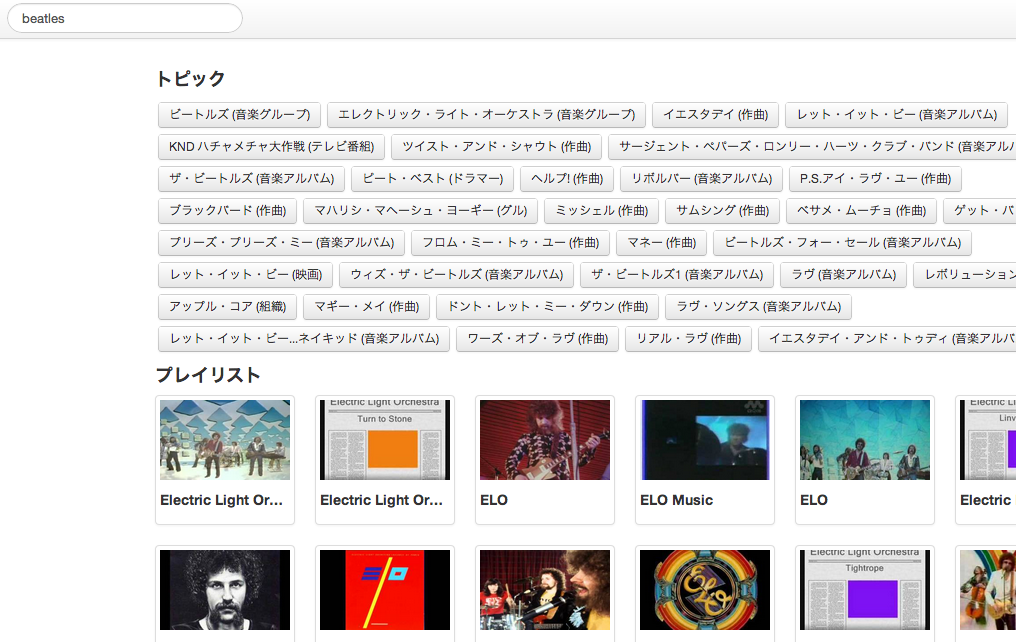 beatles
トピック
ビートルズ (音楽グループ) エレクトリック・ライト・オーケストラ (音楽グループ) イエスタデイ (作曲) レット・イット・ビー (音楽アルバム)
KND ハチャメチャ大作戦 (テレビ番組) ツイスト・アンド・シャウト (作曲) サージェント・ペパーズ・ロンリー・ハーツ・クラブ・バンド (音楽アル
ザ・ビートルズ (音楽アルバム) ピート・ベスト (ドラマー) ヘルプ! (作曲) リボルバー (音楽アルバム) P.S.アイ・ラヴ・ユー (作曲)
ブラックバード (作曲) マハリシ・マヘーシュ・ヨーギー (グル) ミッシェル (作曲) サムシング (作曲) ベサメ・ムーチョ (作曲) ゲット・バ
プリーズ・プリーズ・ミー (音楽アルバム) フロム・ミー・トゥ・ユー (作曲) マネー (作曲) ビートルズ・フォー・セール (音楽アルバム)
レット・イット・ビー (映画) ウィズ・ザ・ビートルズ (音楽アルバム) ザ・ビートルズ1 (音楽アルバム) ラヴ (音楽アルバム) レボリューション
アップル・コア (組織) マギー・メイ (作曲) ドント・レット・ミー・ダウン (作曲) ラヴ・ソングス (音楽アルバム)
レット・イット・ビー...ネイキッド (音楽アルバム) ワーズ・オブ・ラヴ (作曲) リアル・ラヴ (作曲) イエスタデイ・アンド・トゥディ (音楽アル
プレイリスト
Electric Light Orchestra
Turn to Stone
Electric Li
Electric Light Or... Electric Light Or... ELO ELO Music ELO Electric
ELO
ELO
Electric Light Orchestra
Tightrope